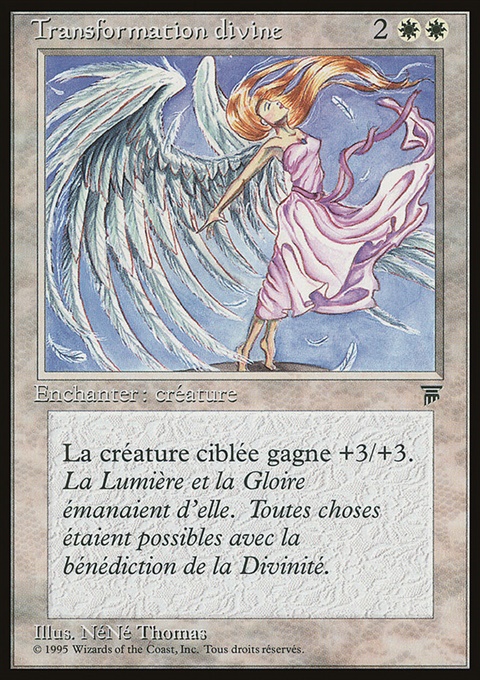 Transformation divine 2
Enchanter : créature
La créature ciblée gagne +3/+3.
La Lumière et la Gloire
émanaient d'elle. Toutes choses
étaient possibles avec la
bénédiction de la Divinité.
Illus. NéNé Thomas
© 1995 Wizards of the Coast, Inc. Tous droits réservés.